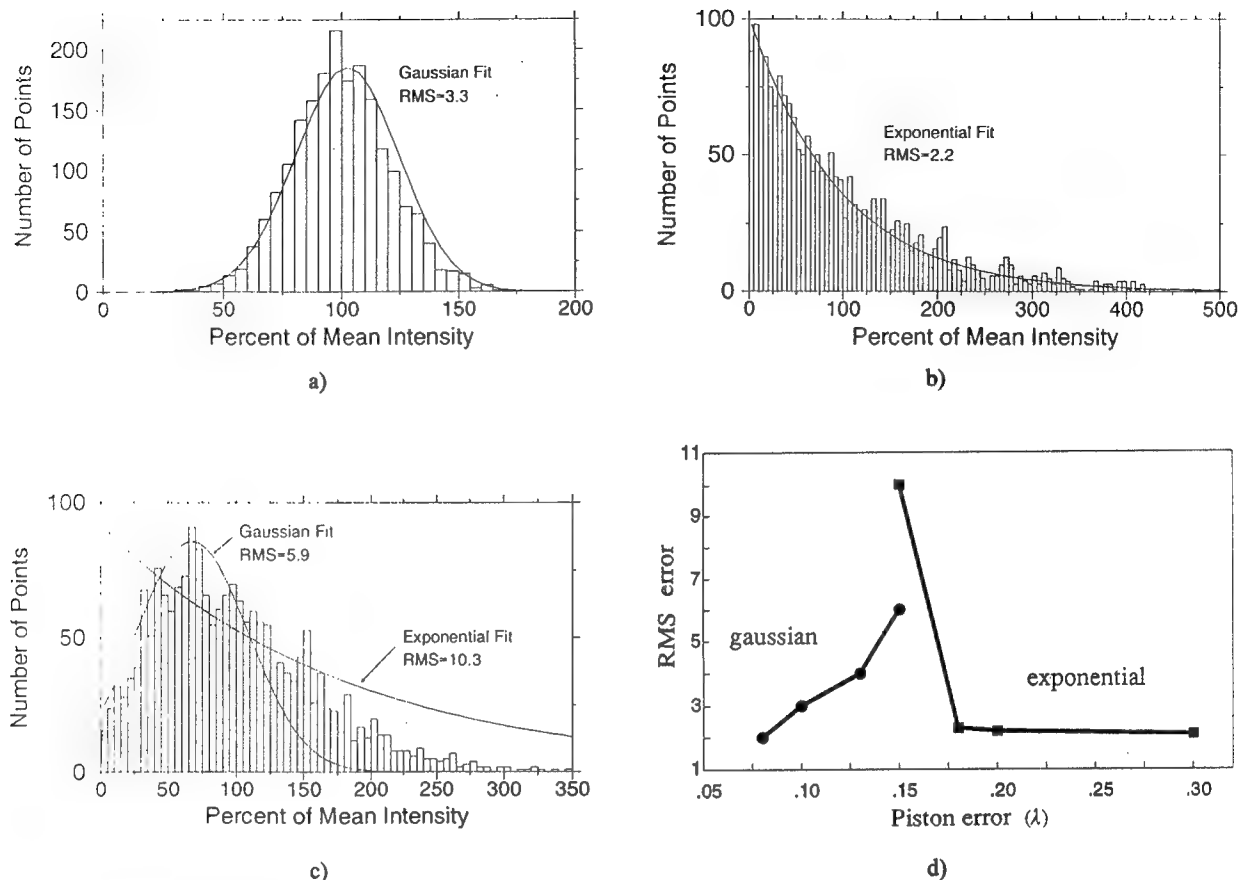 200
150
100
50
0
Number of Points
Gaussian Fit
RMS=3.3
0 50 100 150 200
Percent of Mean Intensity
a)
100
50
0
Number of Points
Exponential Fit
RMS=2.2
0 100 200 300 400 500
Percent of Mean Intensity
b)
100
50
0
Number of Points
Gaussian Fit
RMS=5.9
Exponential Fit
RMS=10.3
0 50 100 150 200 250 300 350
Percent of Mean Intensity
c)
11
9
7
5
3
1
RMS error
gaussian
exponential
.05 .10 .15 .20 .25 .30
Piston error (λ)
d)